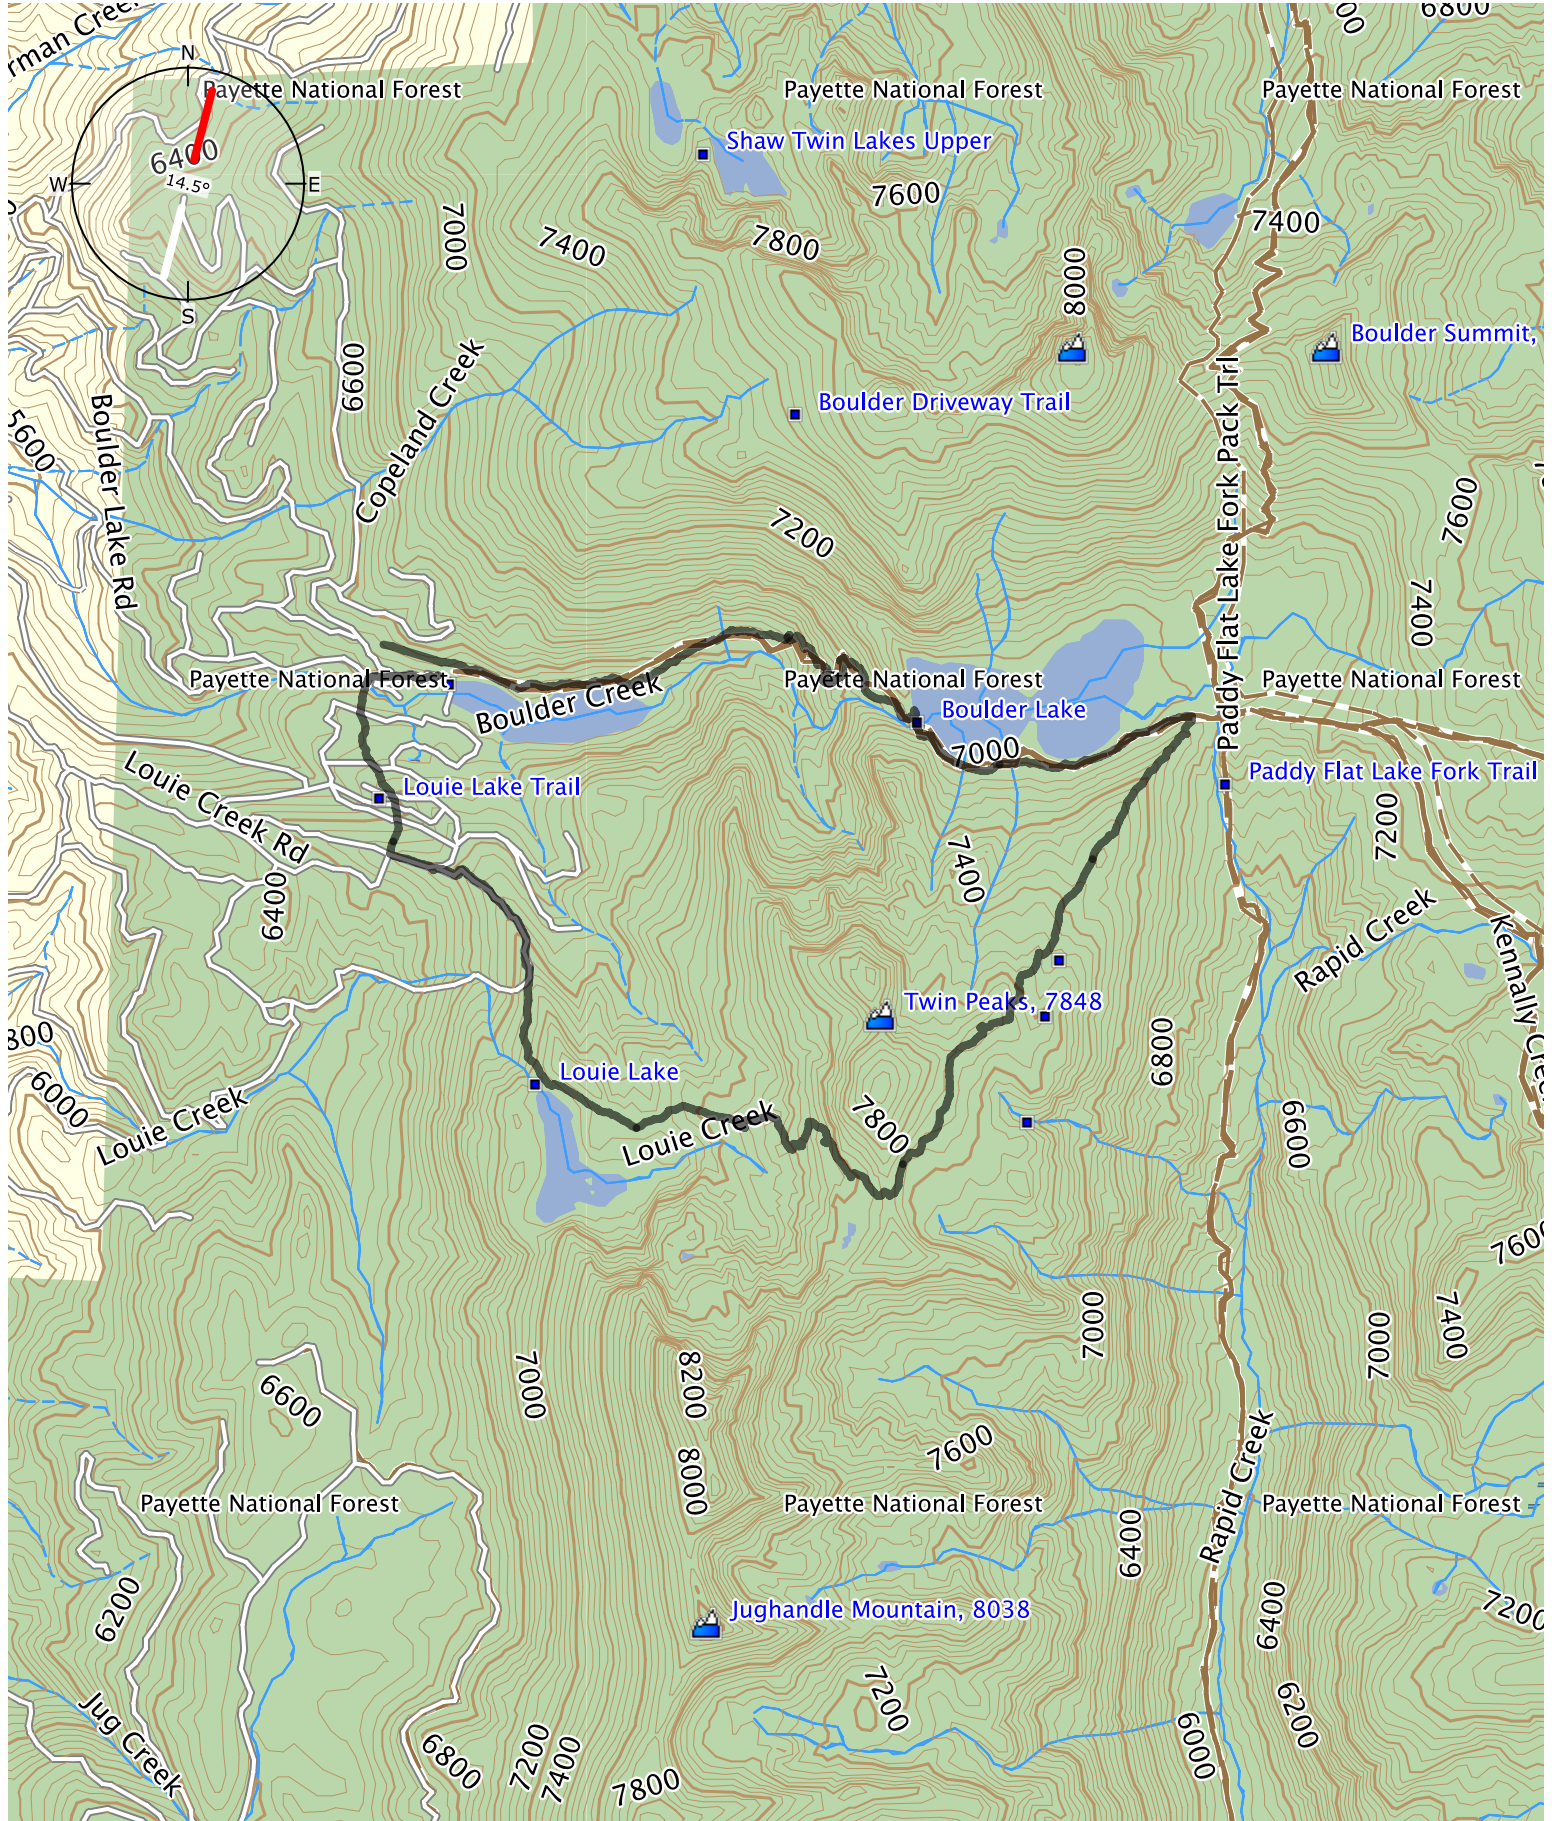 6800
Payette National Forest
Payette National Forest
Payette National Forest
N
W
E
S
6400
14.5°
Shaw Twin Lakes Upper
7600
7000
7400
7800
7400
8000
Boulder Summit,
6600
Boulder Driveway Trail
Copeland Creek
5600
Boulder Lake Rd
Paddy Flat Lake Fork Pack Trl
7200
7600
7400
Payette National Forest
Payette National Forest
Payette National Forest
Boulder Creek
Boulder Lake
7000
Louie Lake Trail
Paddy Flat Lake Fork Trail
Louie Creek Rd
7200
7400
6400
Rapid Creek
Kennally
Twin Peaks, 7848
800
6800
6000
Louie Lake
Louie Creek
Louie Creek
7800
6600
7600
7000
7000
7400
7000
8200
6600
8000
7600
Rapid Creek
Payette National Forest
Payette National Forest
Payette National Forest
6400
6200
6400
7200
Jughandle Mountain, 8038
7200
Jug Creek
6800
7200
7400
7800
6000
6200